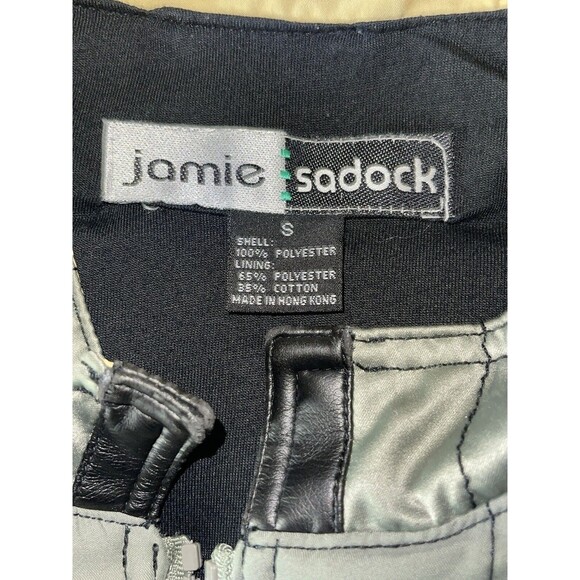 jamie sadock
S
SHELL:
100% POLYESTER
LINING:
65% POLYESTER
35% COTTON
MADE IN HONG KONG